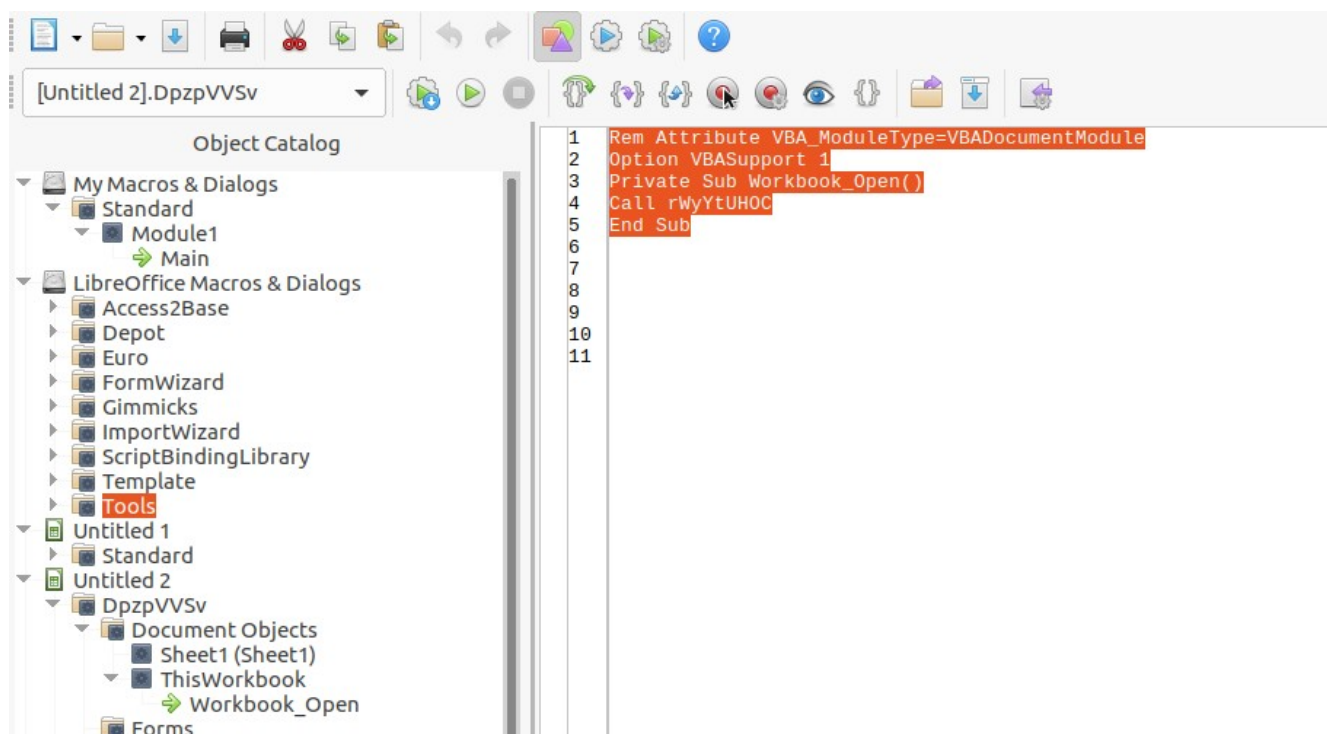 [Untitled 2].DpzpVVSv
Object Catalog
My Macros & Dialogs
Standard
Module1
Main
LibreOffice Macros & Dialogs
Access2Base
Depot
Euro
FormWizard
Gimmicks
ImportWizard
ScriptBindingLibrary
Template
Tools
Untitled 1
Standard
Untitled 2
DpzpVVSv
Document Objects
Sheet1 (Sheet1)
ThisWorkbook
Workbook_Open
Forms
1 Rem Attribute VBA_ModuleType=VBADocumentModule
2 Option VBASupport 1
3 Private Sub Workbook_Open()
4 Call rWyYtUHOC
5 End Sub
6
7
8
9
10
11